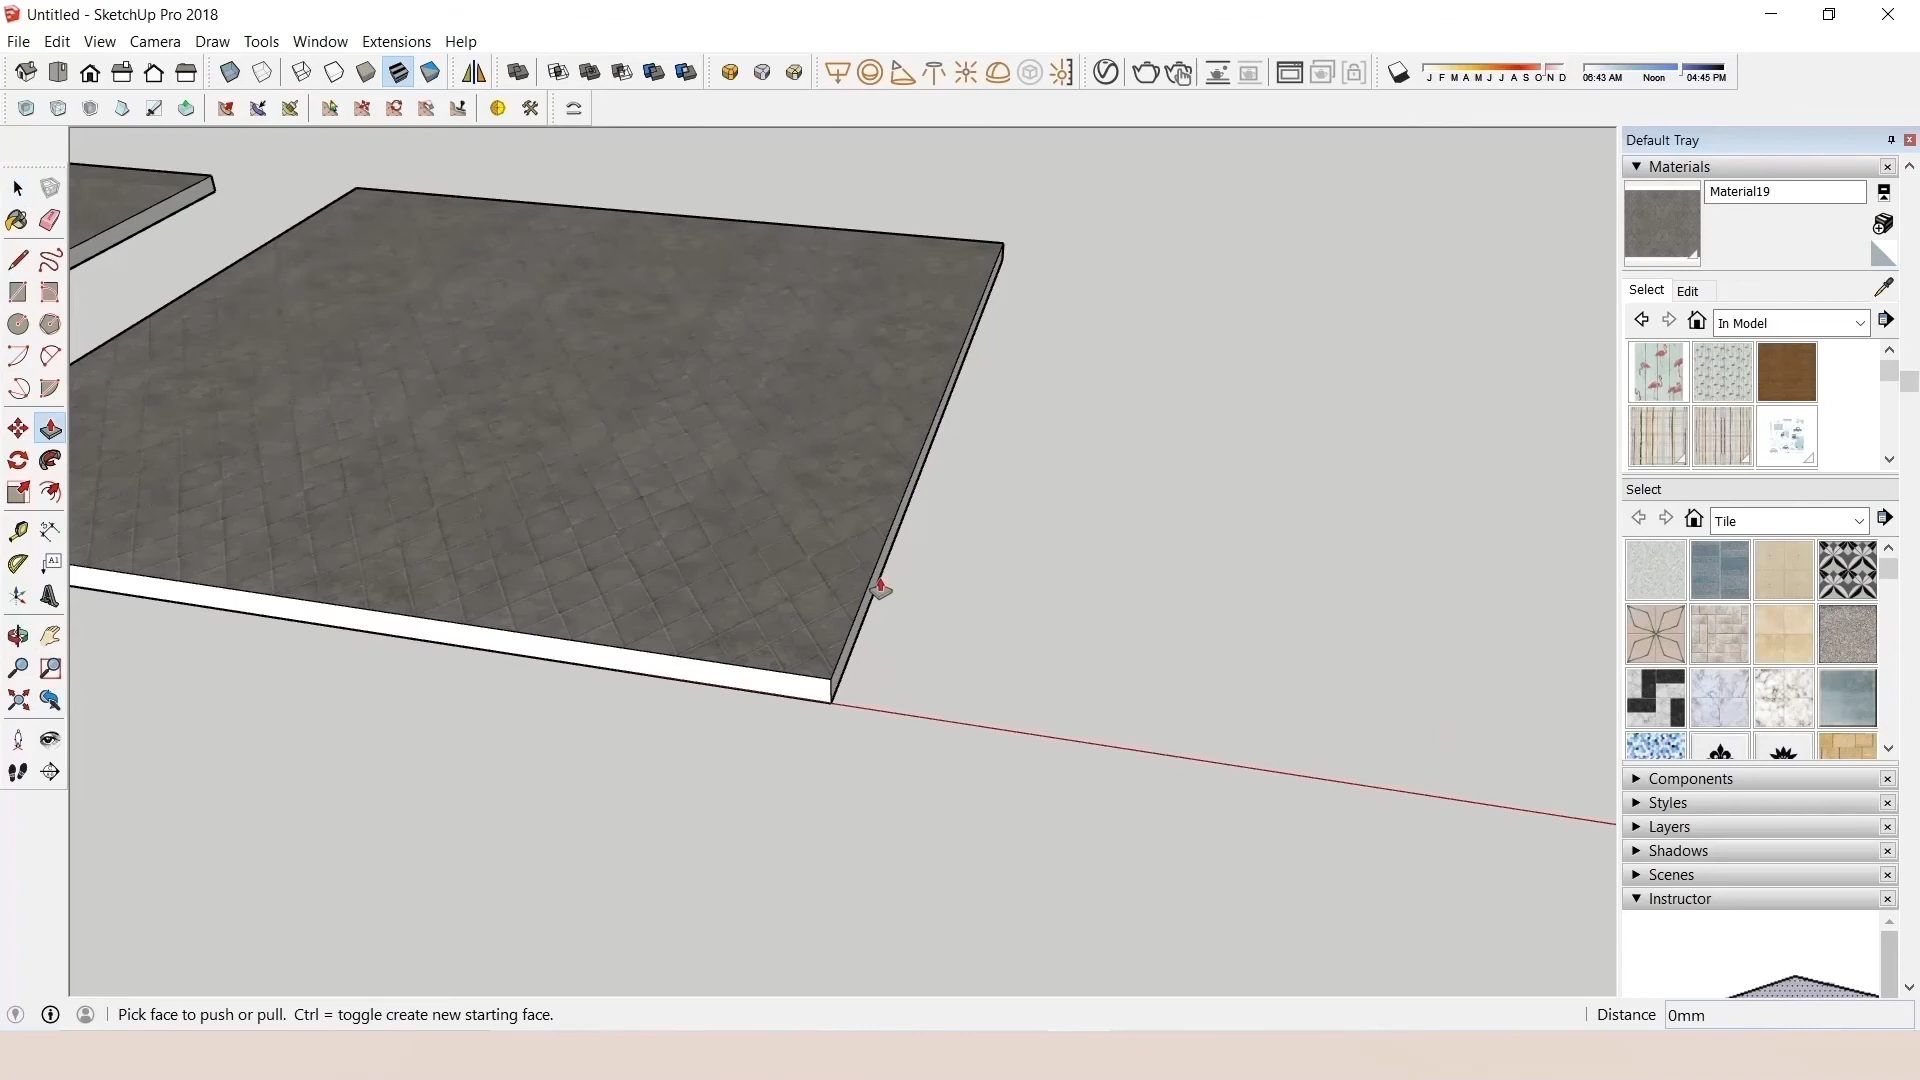 Untitled - SketchUp Pro 2018
File Edit View Camera Draw Tools Window Extensions Help
J F M A M J J A S O N D
06:43 AM Noon 04:45 PM
Default Tray
Materials
Material19
Select Edit
In Model
Select
Tile
A1
Components
Styles
Layers
Shadows
Scenes
Instructor
Pick face to push or pull. Ctrl = toggle create new starting face.
Distance 0mm